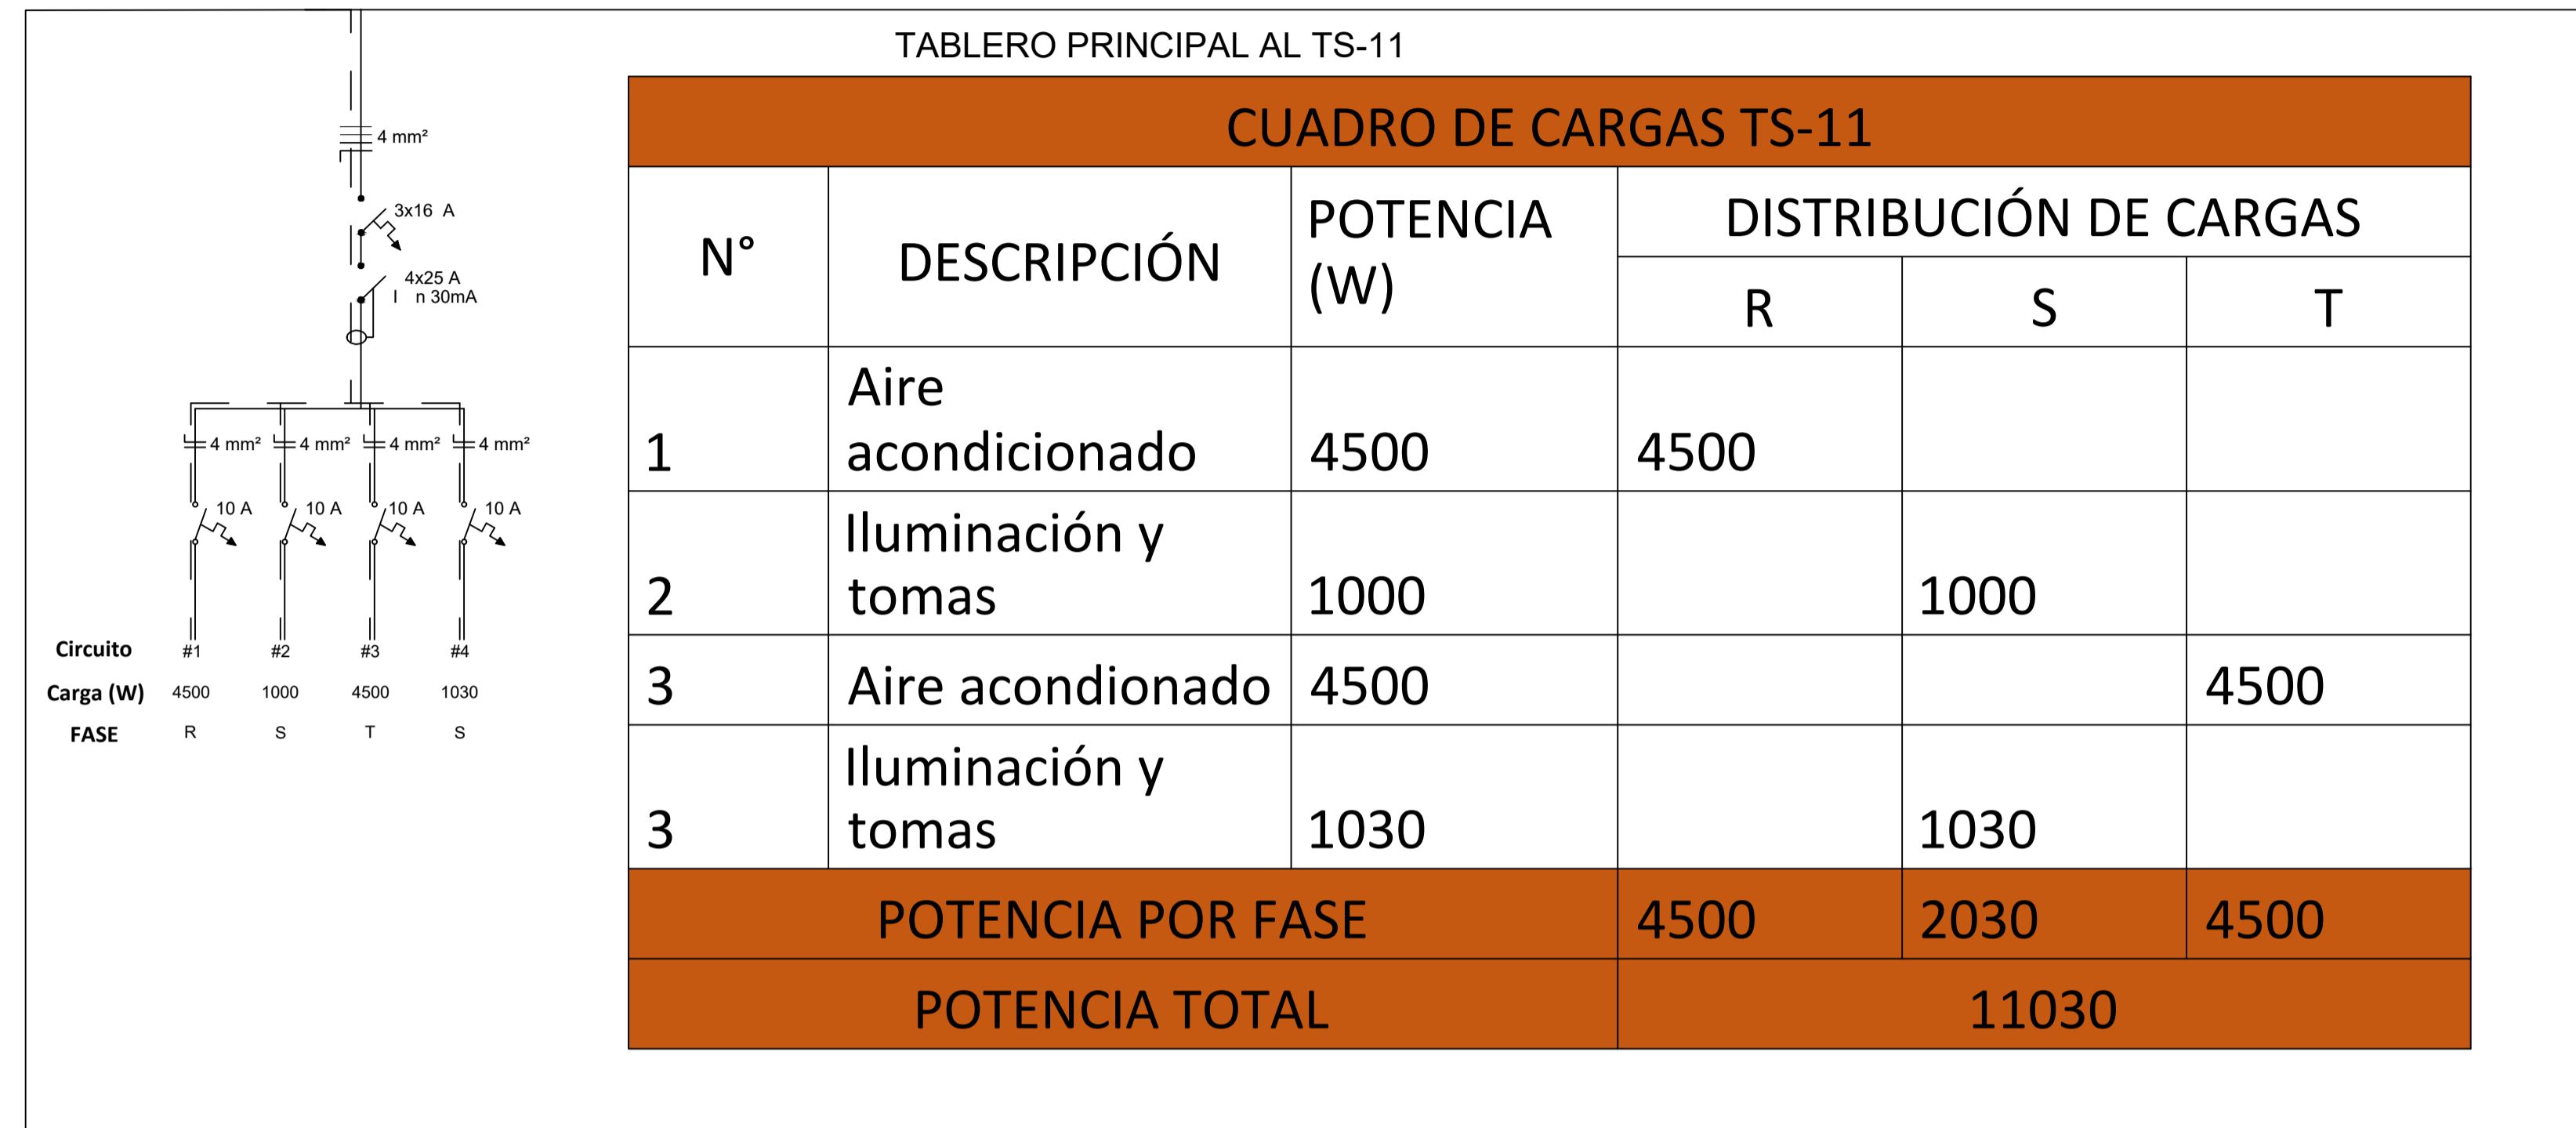 TABLERO PRINCIPAL AL TS-11
4 mm²
3x16 A
4x25 A
I n 30mA
4 mm² 4 mm² 4 mm² 4 mm²
10 A 10 A 10 A 10 A
Circuito #1 #2 #3 #4
Carga (W) 4500 1000 4500 1030
FASE R S T S
CUADRO DE CARGAS TS-11
N° DESCRIPCIÓN POTENCIA (W) DISTRIBUCIÓN DE CARGAS
R S T
Aire
1 acondicionado 4500 4500
Iluminación y
2 tomas 1000 1000
3 Aire acondionado 4500 4500
Iluminación y
3 tomas 1030 1030
POTENCIA POR FASE 4500 2030 4500
POTENCIA TOTAL 11030